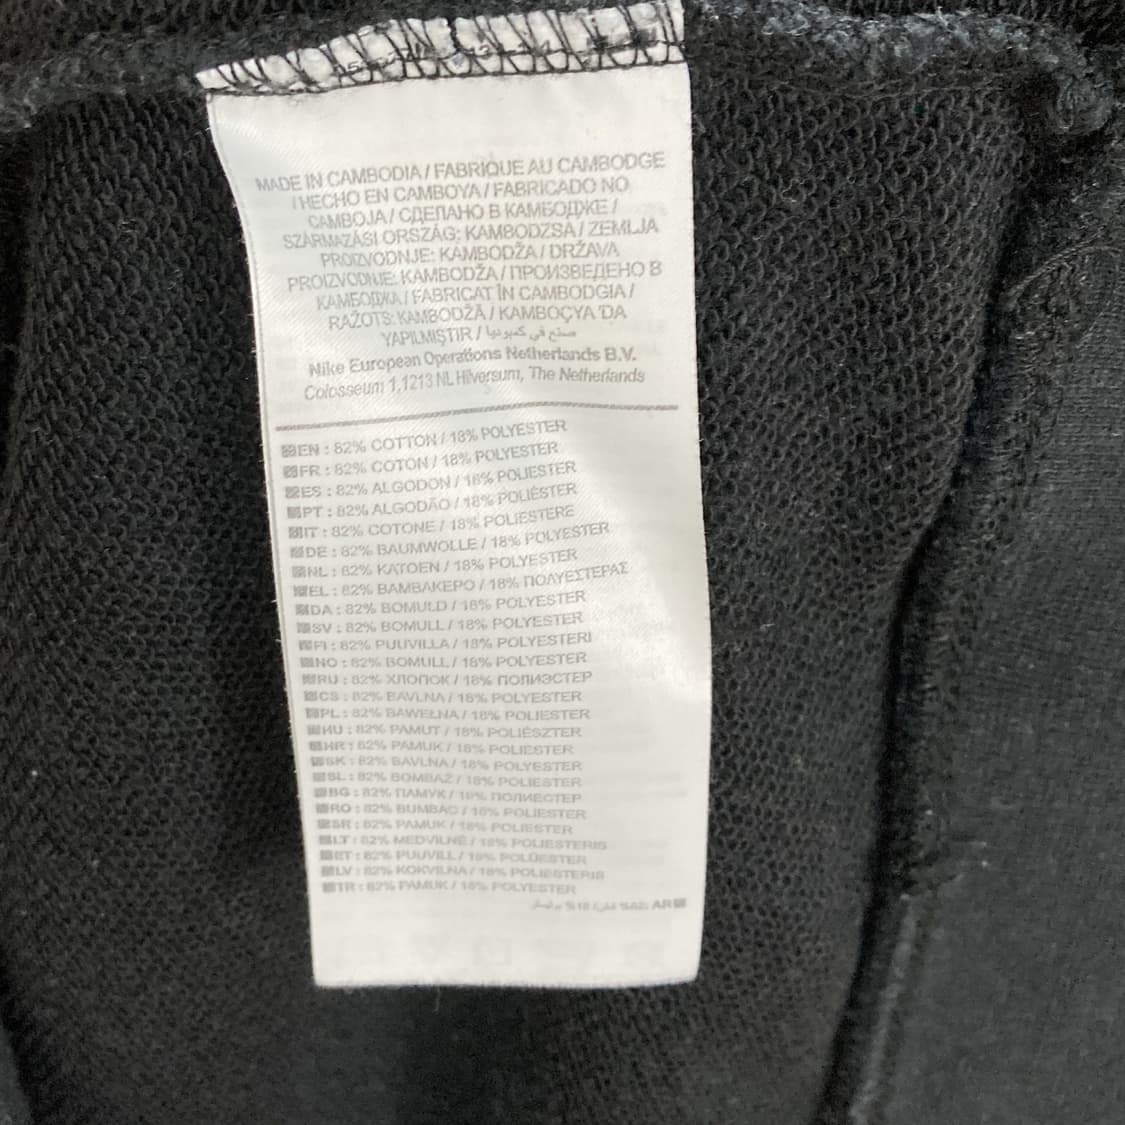 MADE IN CAMBODIA / FABRIQUE AU CAMBODGE
/ HECHO EN CAMBOYA / FABRICADO NO
CAMBOJA / СДЕЛАНО В КАМБОДЖЕ /
SZÁRMAZÁSI ORSZÁG: KAMBODZSA / ZEMLJA
PROIZVODNJE: KAMBODŽA / DRŽAVA
PROIZVODNJE: KAMBODŽA / ПРОИЗВЕДЕНО В
КАМБОДЖА / FABRICAT ÎN CAMBODGIA /
RAŽOTS: KAMBODŽĀ / KAMBOÇYA 'DA
YAPILMIŞTIR / صنع في كمبوديا
Nike European Operations Netherlands B.V.
Colosseum 1, 1213 NL Hilversum, The Netherlands
EN : 82% COTTON / 18% POLYESTER
FR : 82% COTON / 18% POLYESTER
ES : 82% ALGODON / 18% POLIESTER
PT : 82% ALGODÃO / 18% POLIÉSTER
IT : 82% COTONE / 18% POLIESTERE
DE : 82% BAUMWOLLE / 18% POLYESTER
NL : 82% KATOEN / 18% POLYESTER
EL : 82% ΒΑΜΒΑΚΕΡΟ / 18% ΠΟΛΥΕΣΤΕΡΑΣ
DA : 82% BOMULD / 18% POLYESTER
SV : 82% BOMULL / 18% POLYESTER
FI : 82% PUUVILLA / 18% POLYESTERI
NO : 82% BOMULL / 18% POLYESTER
RU : 82% ХЛОПОК / 18% ПОЛИЭСТЕР
CS : 82% BAVLNA / 18% POLYESTER
PL : 82% BAWEŁNA / 18% POLIESTER
HU : 82% PAMUT / 18% POLIÉSZTER
HR : 82% PAMUK / 18% POLIESTER
SK : 82% BAVLNA / 18% POLYESTER
SL : 82% BOMBAŽ / 18% POLIESTER
BG : 82% ПАМУК / 18% ПОЛИЕСТЕР
RO : 82% BUMBAC / 18% POLIESTER
SR : 82% PAMUK / 18% POLIESTER
LT : 82% MEDVILNĖ / 18% POLIESTERIS
ET : 82% PUUVILL / 18% POLÜESTER
LV : 82% KOKVILNA / 18% POLIESTERIS
TR : 82% PAMUK / 18% POLYESTER
AR